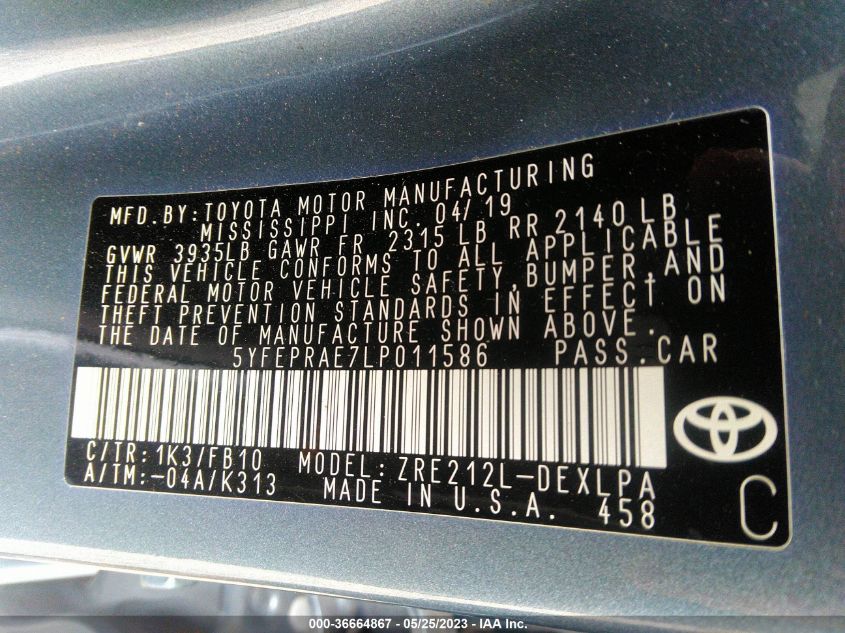 MFD. BY: TOYOTA MOTOR MANUFACTURING
MISSISSIPPI INC. 04/19
GVWR 3935LB GAWR FR 2315 LB RR 2140 LB
THIS VEHICLE CONFORMS TO ALL APPLICABLE
FEDERAL MOTOR VEHICLE SAFETY, BUMPER, AND
THEFT PREVENTION STANDARDS IN EFFECT ON
THE DATE OF MANUFACTURE SHOWN ABOVE.
5YFEPRAE7LP011586 PASS. CAR
C/TR: 1K3/FB10 MODEL: ZRE212L-DEXLPA
A/TM:-04A/K313 MADE IN U.S.A. 458
C
000-36664867 / 05/25/2023 / IAA Inc.